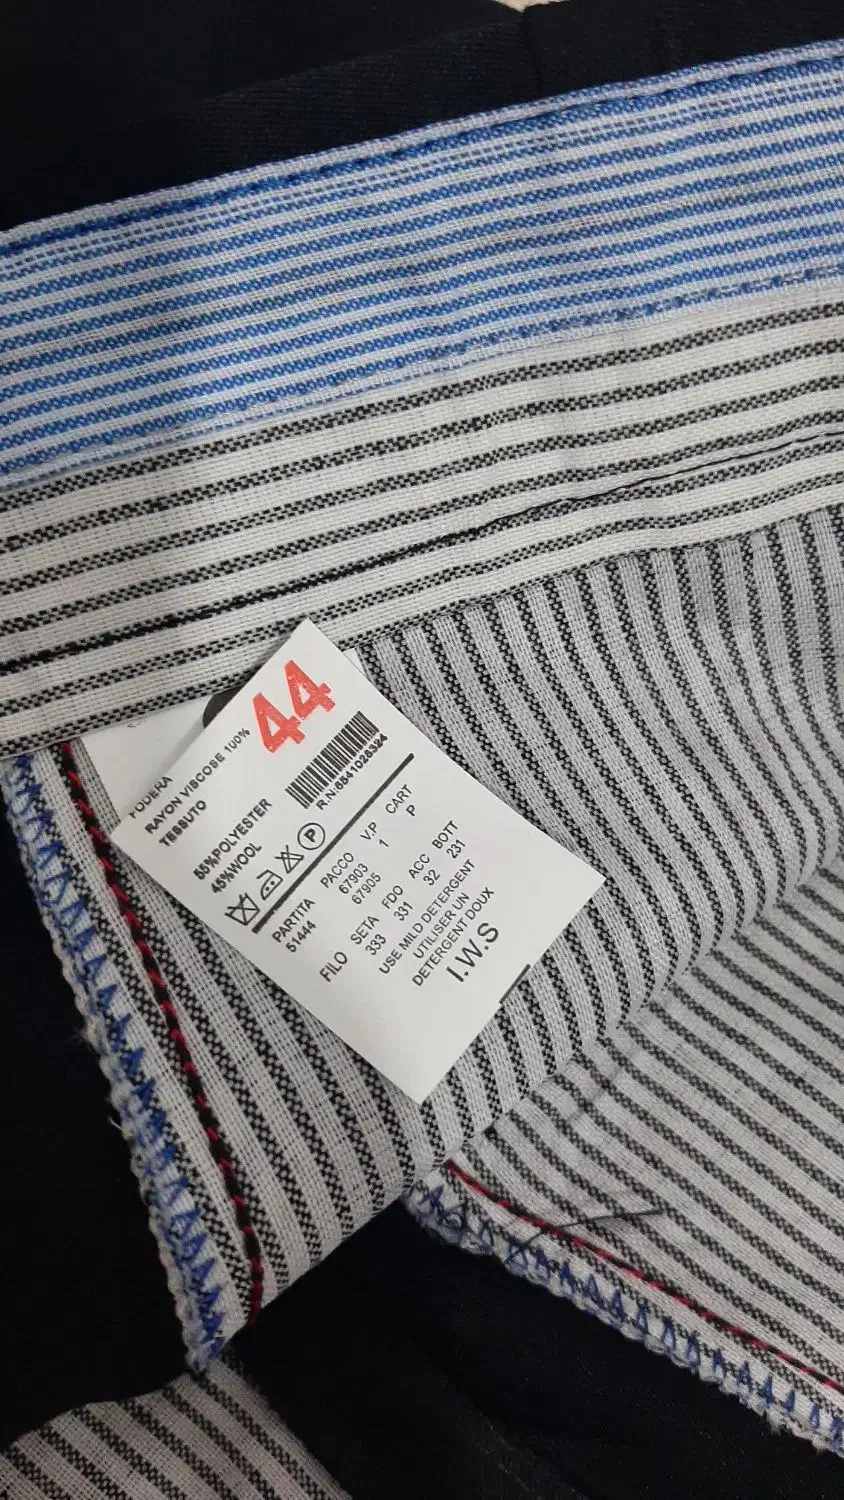 44
FODERA
RAYON VISCOSE 100%
TESSUTO
55%POLYESTER
45%WOOL
R.N:6541026324
P
PARTITA PACCO V.P CART
51444 67903 1 P
67905
FILO SETA FDO ACC BOTT
333 331 32 231
USE MILD DETERGENT
UTILISER UN
DETERGENT DOUX
I.W.S